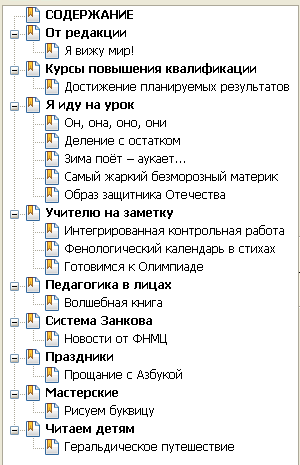 СОДЕРЖАНИЕ
От редакции
Я вижу мир!
Курсы повышения квалификации
Достижение планируемых результатов
Я иду на урок
Он, она, оно, они
Деление с остатком
Зима поёт – аукает...
Самый жаркий безморозный материк
Образ защитника Отечества
Учителю на заметку
Интегрированная контрольная работа
Фенологический календарь в стихах
Готовимся к Олимпиаде
Педагогика в лицах
Волшебная книга
Система Занкова
Новости от ФНМЦ
Праздники
Прощание с Азбукой
Мастерские
Рисуем буквицу
Читаем детям
Геральдическое путешествие